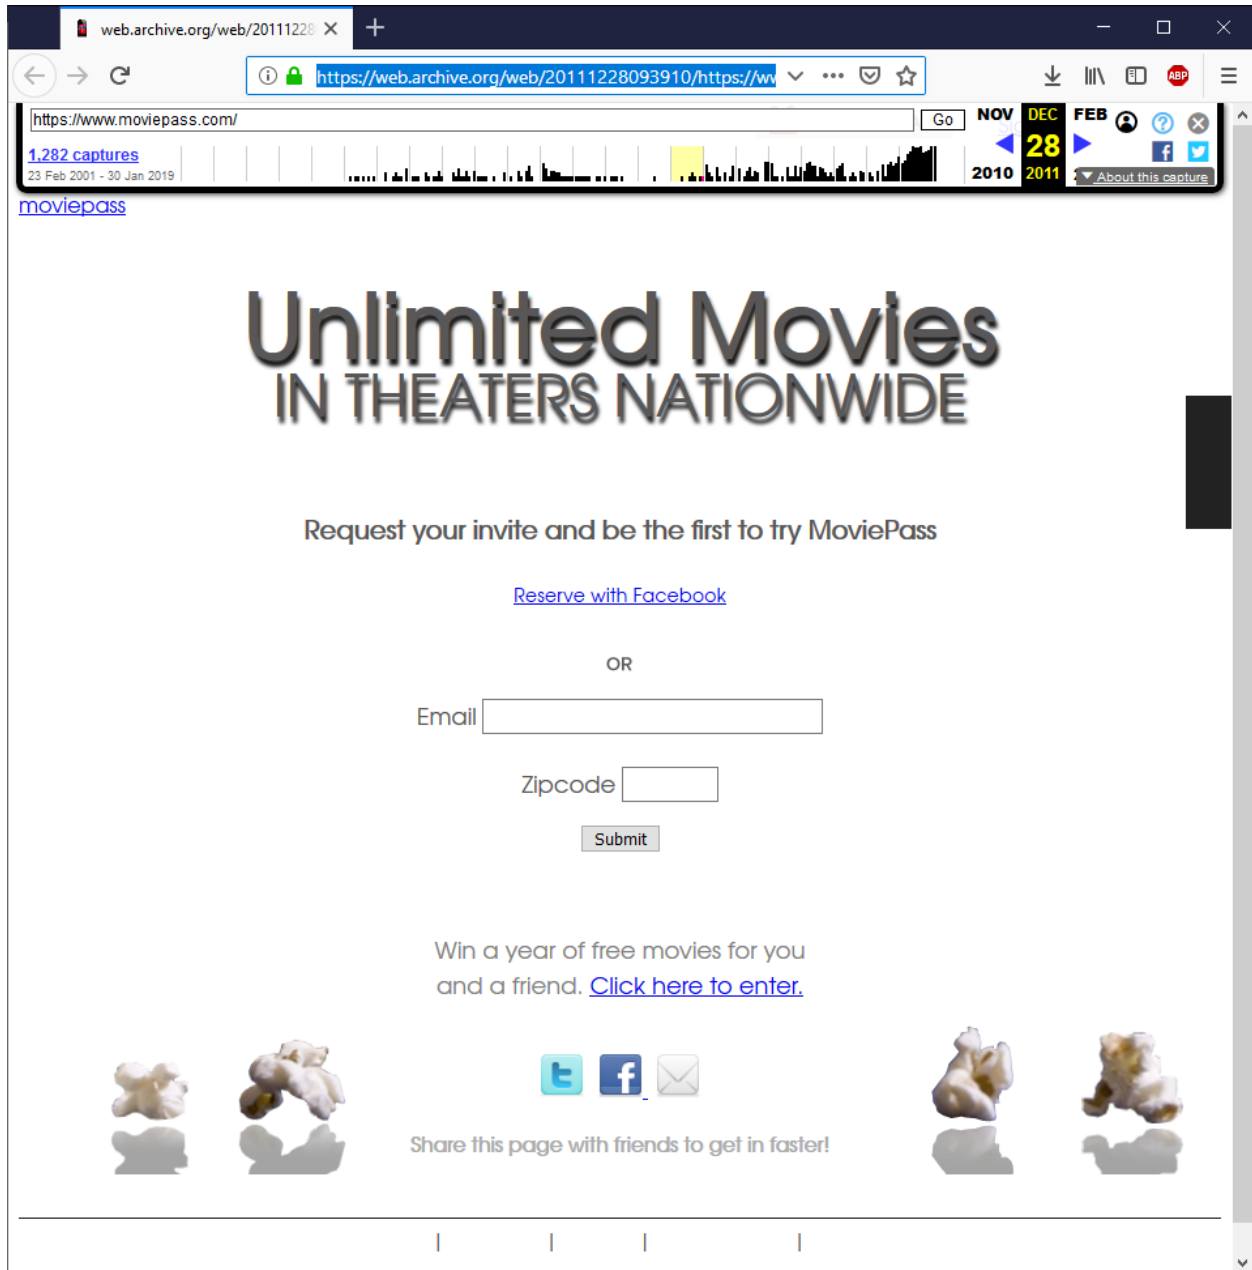 web.archive.org/web/20111228
https://web.archive.org/web/20111228093910/https://ww
ABP
https://www.moviepass.com/
Go
NOV DEC FEB
28
1,282 captures
23 Feb 2001 - 30 Jan 2019
2010 2011
About this capture
moviepass
Unlimited Movies
IN THEATERS NATIONWIDE
Request your invite and be the first to try MoviePass
Reserve with Facebook
OR
Email
Zipcode
Submit
Win a year of free movies for you
and a friend. Click here to enter.
Share this page with friends to get in faster!
| | | |